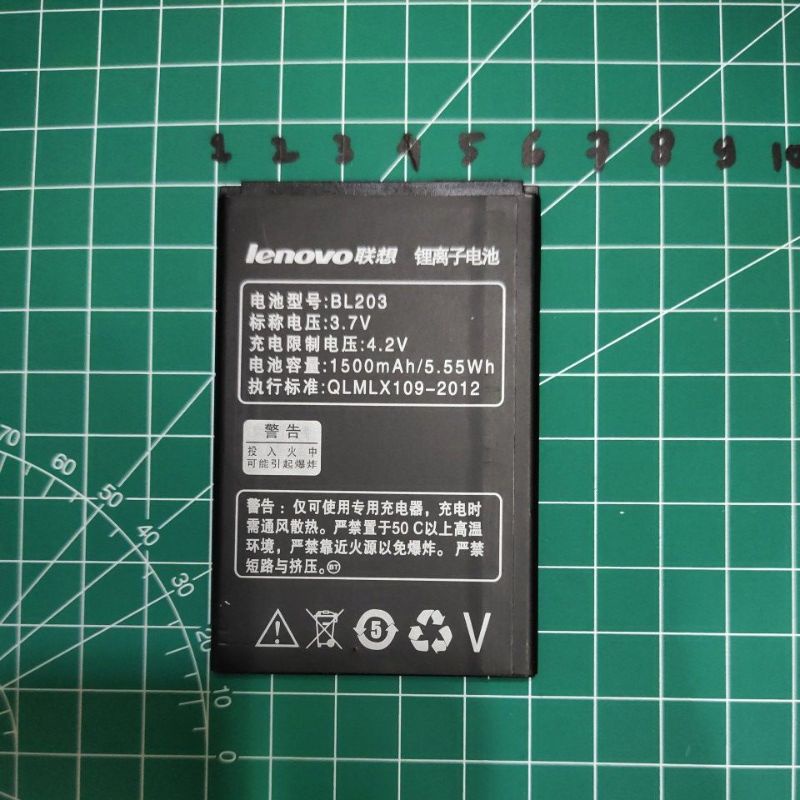 1 2 3 4 5 6 7 8 9 10
lenovo联想 锂离子电池
电池型号:BL203
标称电压:3.7V
充电限制电压:4.2V
电池容量:1500mAh/5.55Wh
执行标准:QLMLX109-2012
警告
投入火中
可能引起爆炸
警告：仅可使用专用充电器，充电时
需通风散热。严禁置于50 C以上高温
环境，严禁靠近火源以免爆炸。严禁
短路与挤压。BT
5 V
70
60
50
40
30
20
10
0